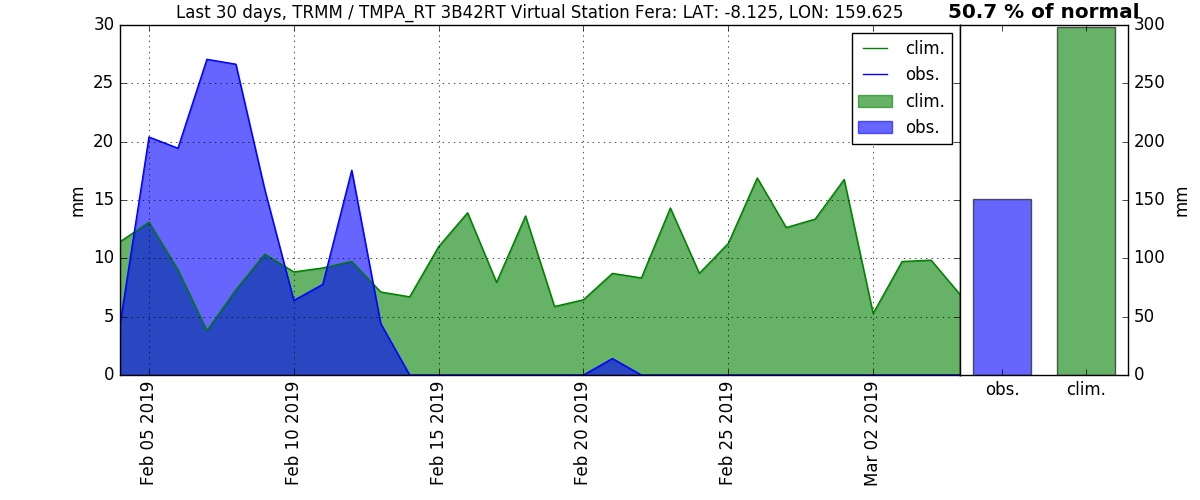 Last 30 days, TRMM / TMPA_RT 3B42RT Virtual Station Fera: LAT: -8.125, LON: 159.625
50.7 % of normal
30
25
20
15
10
5
0
mm
clim.
obs.
clim.
obs.
Feb 05 2019
Feb 10 2019
Feb 15 2019
Feb 20 2019
Feb 25 2019
Mar 02 2019
300
250
200
150
100
50
0
mm
obs.
clim.